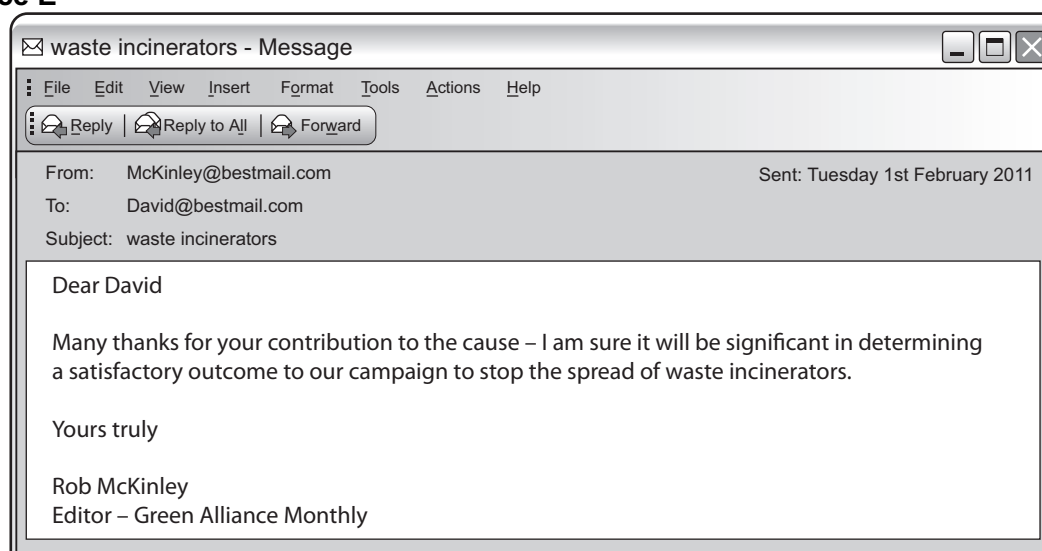 waste incinerators - Message
File Edit View Insert Format Tools Actions Help
Reply Reply to All Forward
From: McKinley@bestmail.com Sent: Tuesday 1st February 2011
To: David@bestmail.com
Subject: waste incinerators
Dear David
Many thanks for your contribution to the cause – I am sure it will be significant in determining
a satisfactory outcome to our campaign to stop the spread of waste incinerators.
Yours truly
Rob McKinley
Editor – Green Alliance Monthly